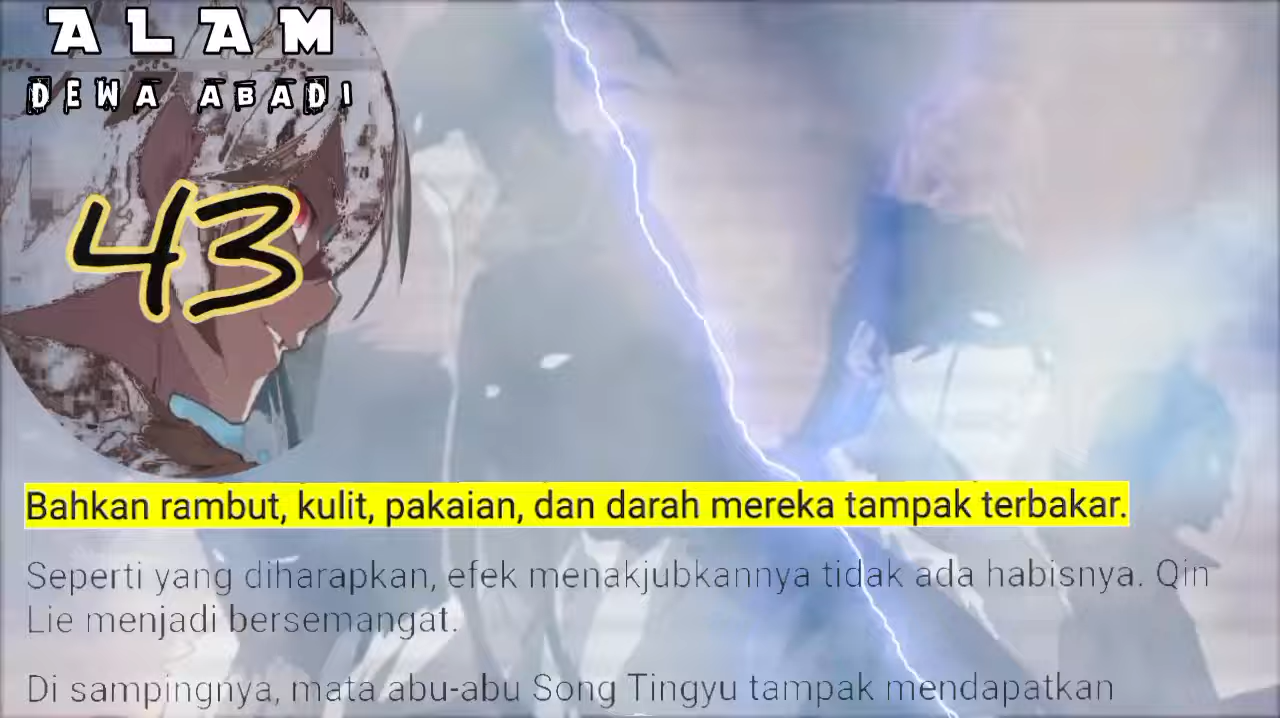 ALAM
DEWA ABADI
43
Bahkan rambut, kulit, pakaian, dan darah mereka tampak terbakar.
Seperti yang diharapkan, efek menakjubkannya tidak ada habisnya. Qin
Lie menjadi bersemangat.
Di sampingnya, mata abu-abu Song Tingyu tampak mendapatkan